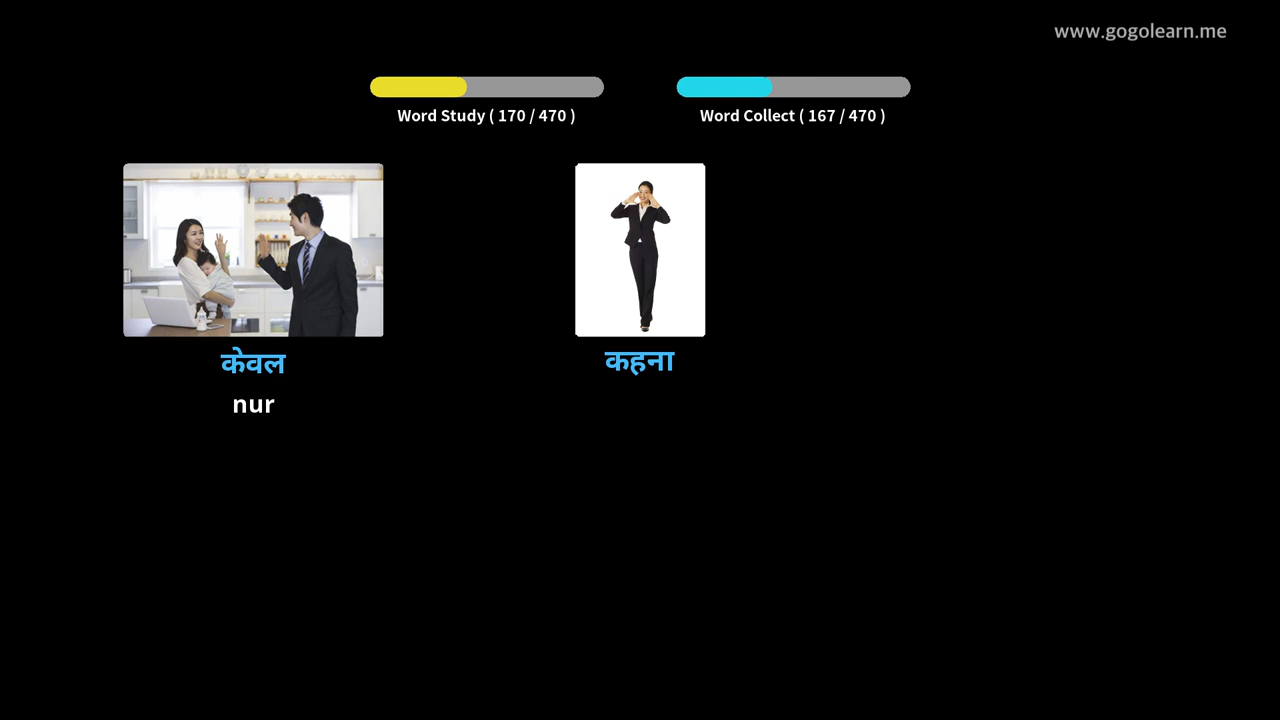 www.gogolearn.me
Word Study ( 170 / 470 )
Word Collect ( 167 / 470 )
केवल
nur
कहना